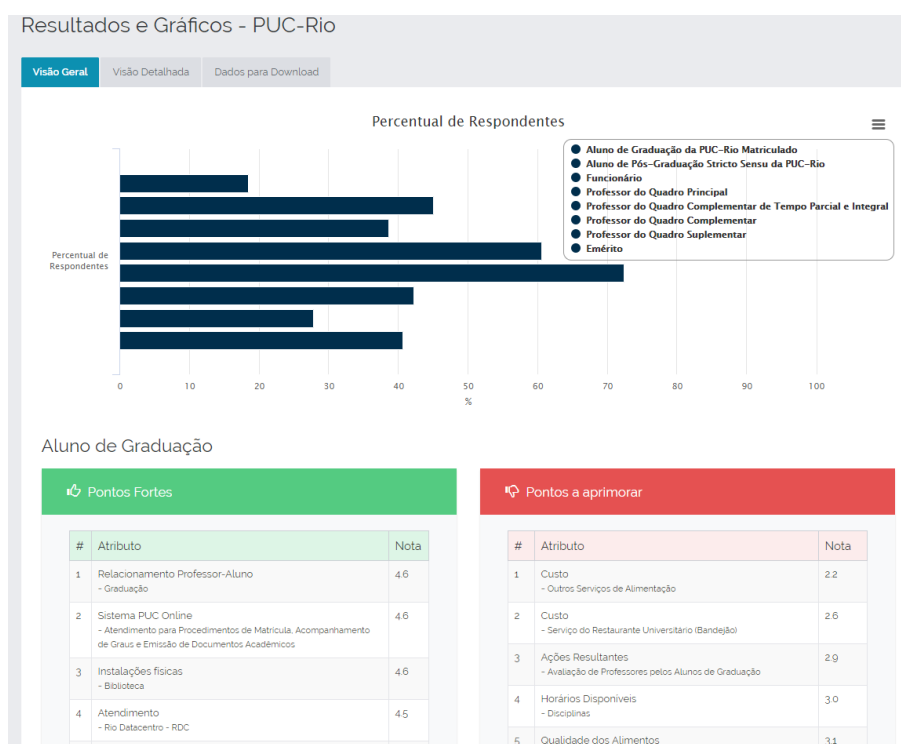 Resultados e Gráficos - PUC-Rio
Visão Geral
Visão Detalhada
Dados para Download
Percentual de Respondentes
Aluno de Graduação da PUC-Rio Matriculado
Aluno de Pós-Graduação Stricto Sensu da PUC-Rio
Funcionário
Professor do Quadro Principal
Professor do Quadro Complementar de Tempo Parcial e Integral
Professor do Quadro Complementar
Professor do Quadro Suplementar
Emérito
Percentual de
Respondentes
0 10 20 30 40 50 60 70 80 90 100
%
Aluno de Graduação
Pontos Fortes
# Atributo Nota
1 Relacionamento Professor-Aluno 4.6
- Graduação
2 Sistema PUC Online 4.6
- Atendimento para Procedimentos de Matricula, Acompanhamento
de Graus e Emissão de Documentos Acadêmicos
3 Instalações físicas 4.6
- Biblioteca
4 Atendimento 4.5
- Rio Datacentro - RDC
Pontos a aprimorar
# Atributo Nota
1 Custo 2.2
- Outros Serviços de Alimentação
2 Custo 2.6
- Serviço do Restaurante Universitário (Bandejão)
3 Ações Resultantes 2.9
- Avaliação de Professores pelos Alunos de Graduação
4 Horários Disponíveis 3.0
- Disciplinas
5 Qualidade dos Alimentos 3.1